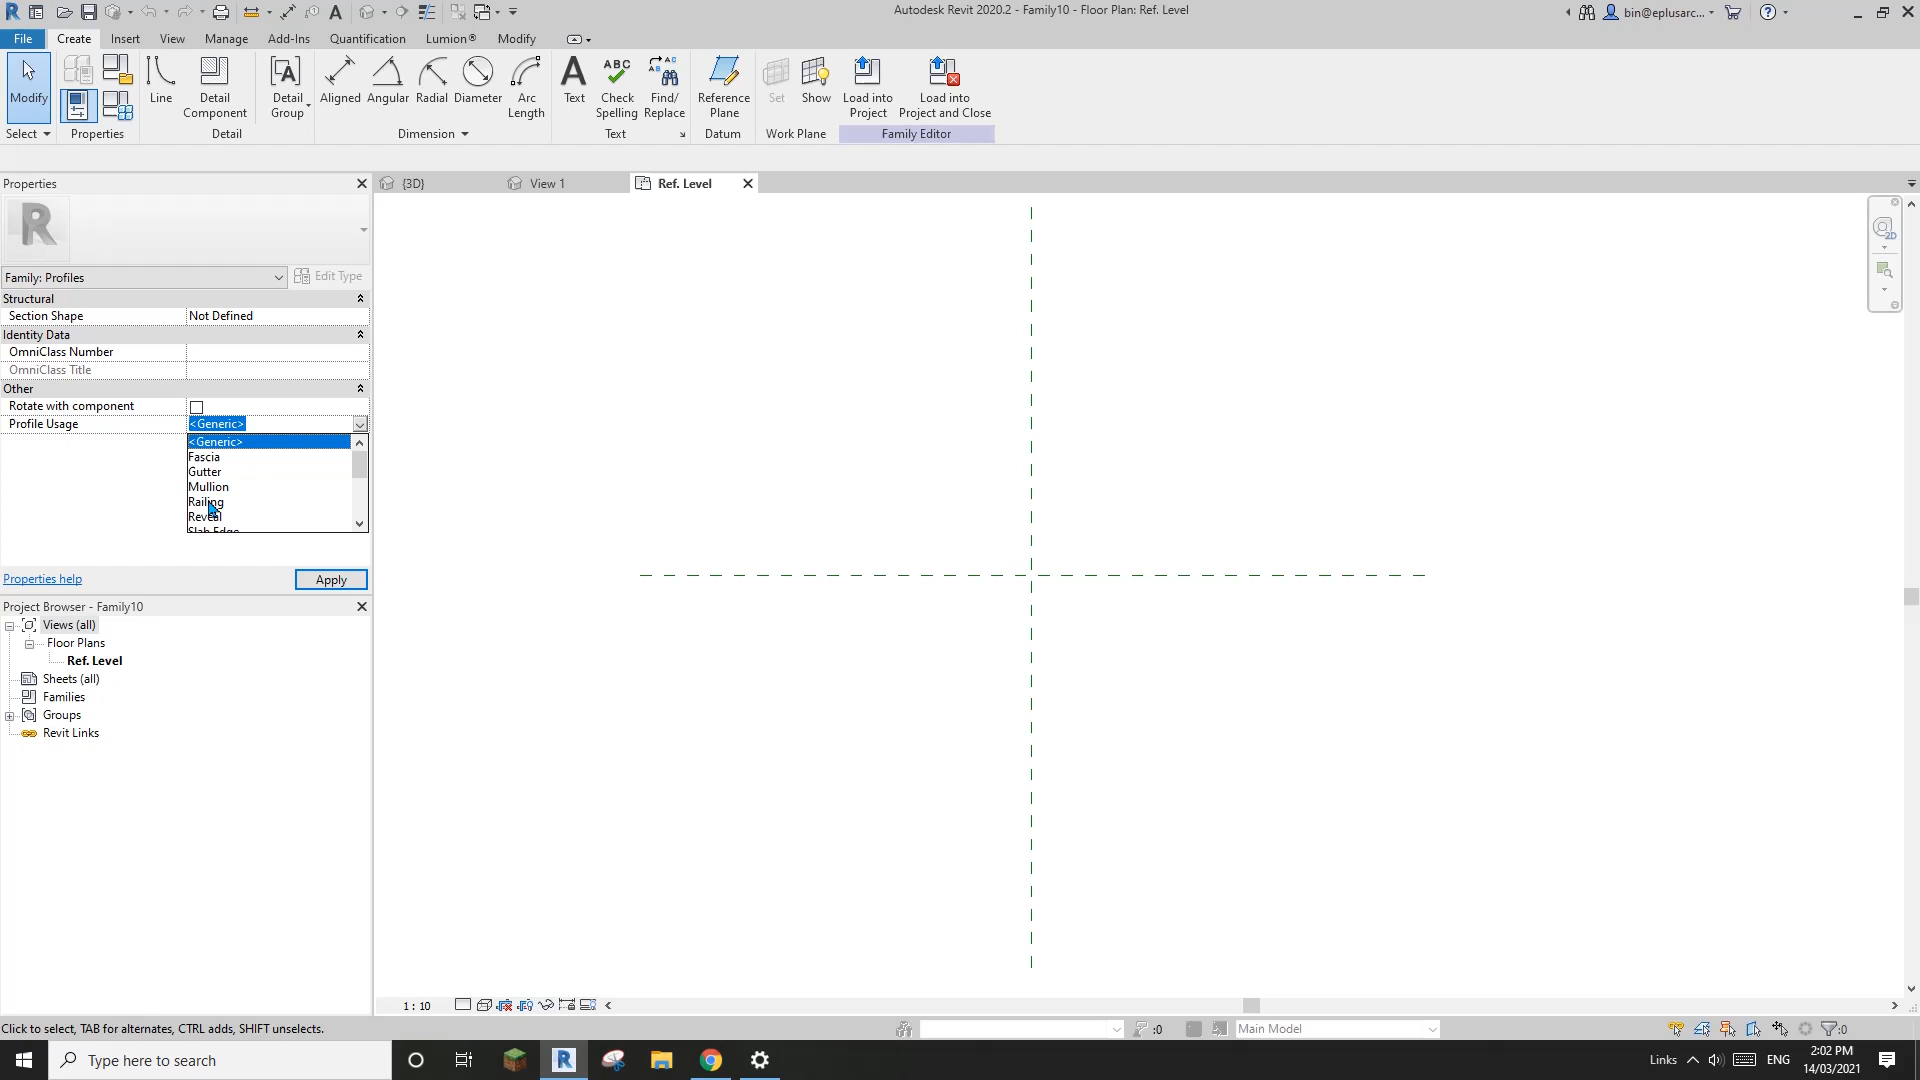 Autodesk Revit 2020.2 - Family10 - Floor Plan: Ref. Level
bin@eplusarc...
File Create Insert View Manage Add-Ins Quantification Lumion® Modify
Modify
Line
Detail Component
Detail Group
Aligned
Angular
Radial
Diameter
Arc Length
Text
ABC
Check Spelling
Find/ Replace
Reference Plane
Set
Show
Load into Project
Load into Project and Close
Select Properties Detail Dimension Text Datum Work Plane Family Editor
Properties
{3D} View 1 Ref. Level
2D
Family: Profiles Edit Type
Structural
Section Shape Not Defined
Identity Data
OmniClass Number
OmniClass Title
Other
Rotate with component
Profile Usage <Generic>
<Generic>
Fascia
Gutter
Mullion
Railing
Reveal
Slab Edge
Properties help Apply
Project Browser - Family10
Views (all)
Floor Plans
Ref. Level
Sheets (all)
Families
Groups
Revit Links
1 : 10
Click to select, TAB for alternates, CTRL adds, SHIFT unselects.
:0
Main Model
:0
Type here to search
Links
ENG
2:02 PM
14/03/2021